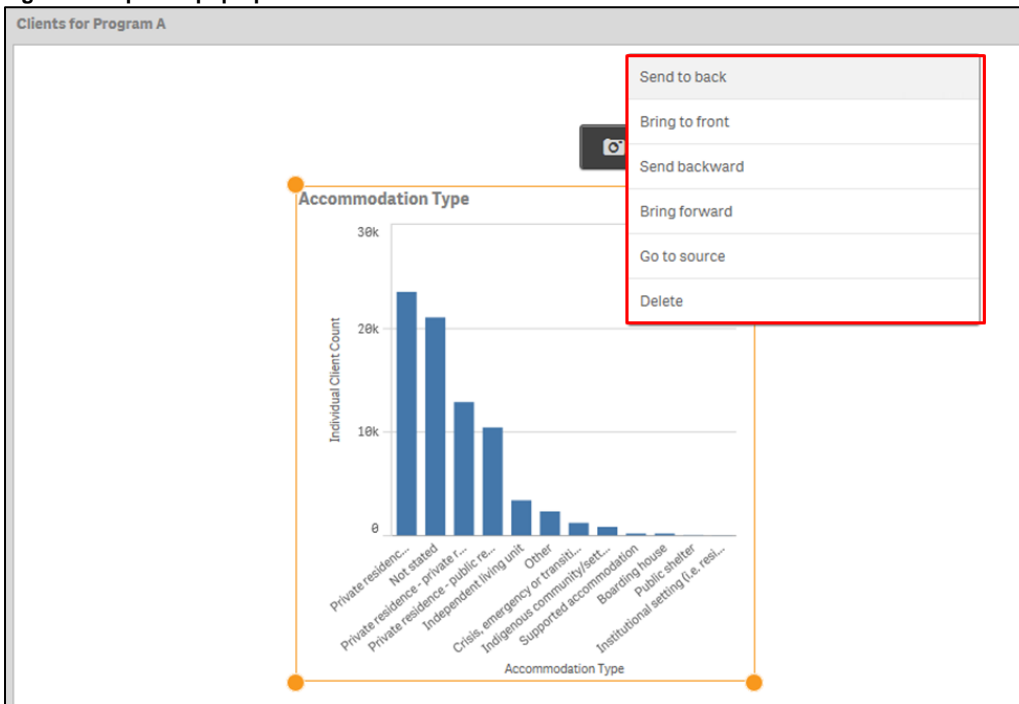 Clients for Program A
Send to back
Bring to front
Send backward
Bring forward
Go to source
Delete
Accommodation Type
30k
20k
10k
0
Individual Client Count
Private residenc...
Not stated
Private residence - private r...
Private residence - public re...
Independent living unit
Other
Crisis, emergency or transiti...
Indigenous community/sett...
Supported accommodation
Boarding house
Public shelter
Institutional setting (i.e. resi...
Accommodation Type